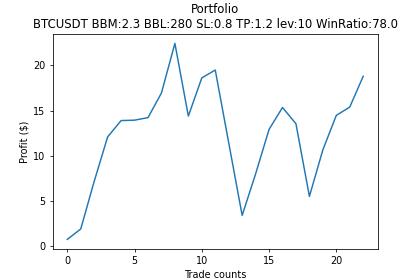 Portfolio
BTCUSDT BBM:2.3 BBL:280 SL:0.8 TP:1.2 lev:10 WinRatio:78.0
20
15
10
5
0
Profit ($)
0 5 10 15 20
Trade counts